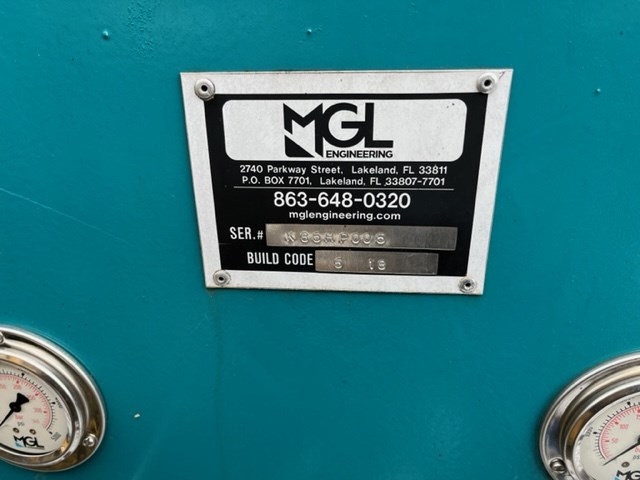 MGL
ENGINEERING
2740 Parkway Street, Lakeland, FL 33811
P.O. BOX 7701, Lakeland, FL 33807-7701
863-648-0320
mglengineering.com
SER.#
BUILD CODE
MGL